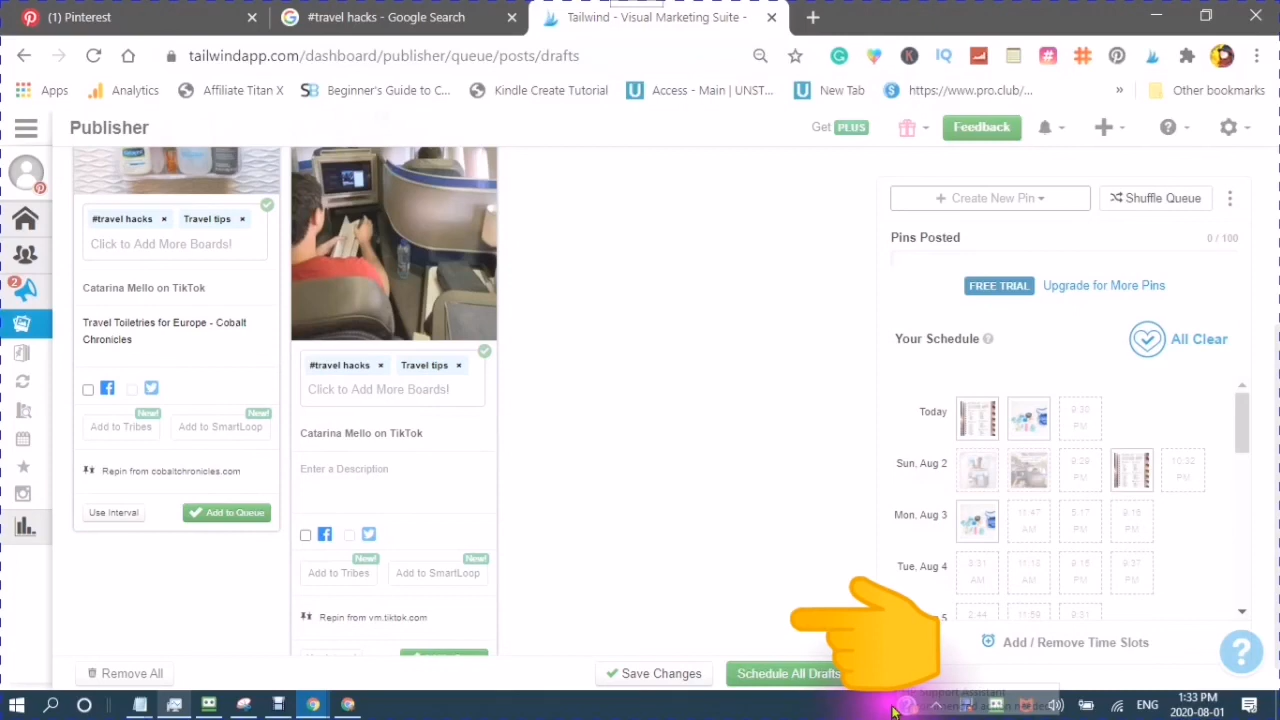 (1) Pinterest
#travel hacks - Google Search
Tailwind - Visual Marketing Suite -
tailwindapp.com/dashboard/publisher/queue/posts/drafts
Apps
Analytics
Affiliate Titan X
Beginner's Guide to C...
Kindle Create Tutorial
Access - Main | UNST...
New Tab
https://www.pro.club/...
»
Other bookmarks
Publisher
Get PLUS
Feedback
2
#travel hacks × Travel tips ×
Click to Add More Boards!
Catarina Mello on TikTok
Travel Toiletries for Europe - Cobalt
Chronicles
New! New!
Add to Tribes Add to SmartLoop
Repin from cobaltchronicles.com
Use Interval Add to Queue
#travel hacks × Travel tips ×
Click to Add More Boards!
Catarina Mello on TikTok
Enter a Description
New! New!
Add to Tribes Add to SmartLoop
Repin from vm.tiktok.com
Create New Pin
Shuffle Queue
Pins Posted 0 / 100
FREE TRIAL Upgrade for More Pins
Your Schedule
All Clear
Today 9:30 PM
Sun, Aug 2 9:29 PM 10:32 PM
Mon, Aug 3 11:47 AM 5:17 PM 9:16 PM
Tue, Aug 4 3:31 AM 11:18 AM 9:15 PM 9:37 PM
5 2:44 11:59 9:31
Add / Remove Time Slots
Remove All
Save Changes
Schedule All Drafts
Support Assistant
ENG
1:33 PM
2020-08-01